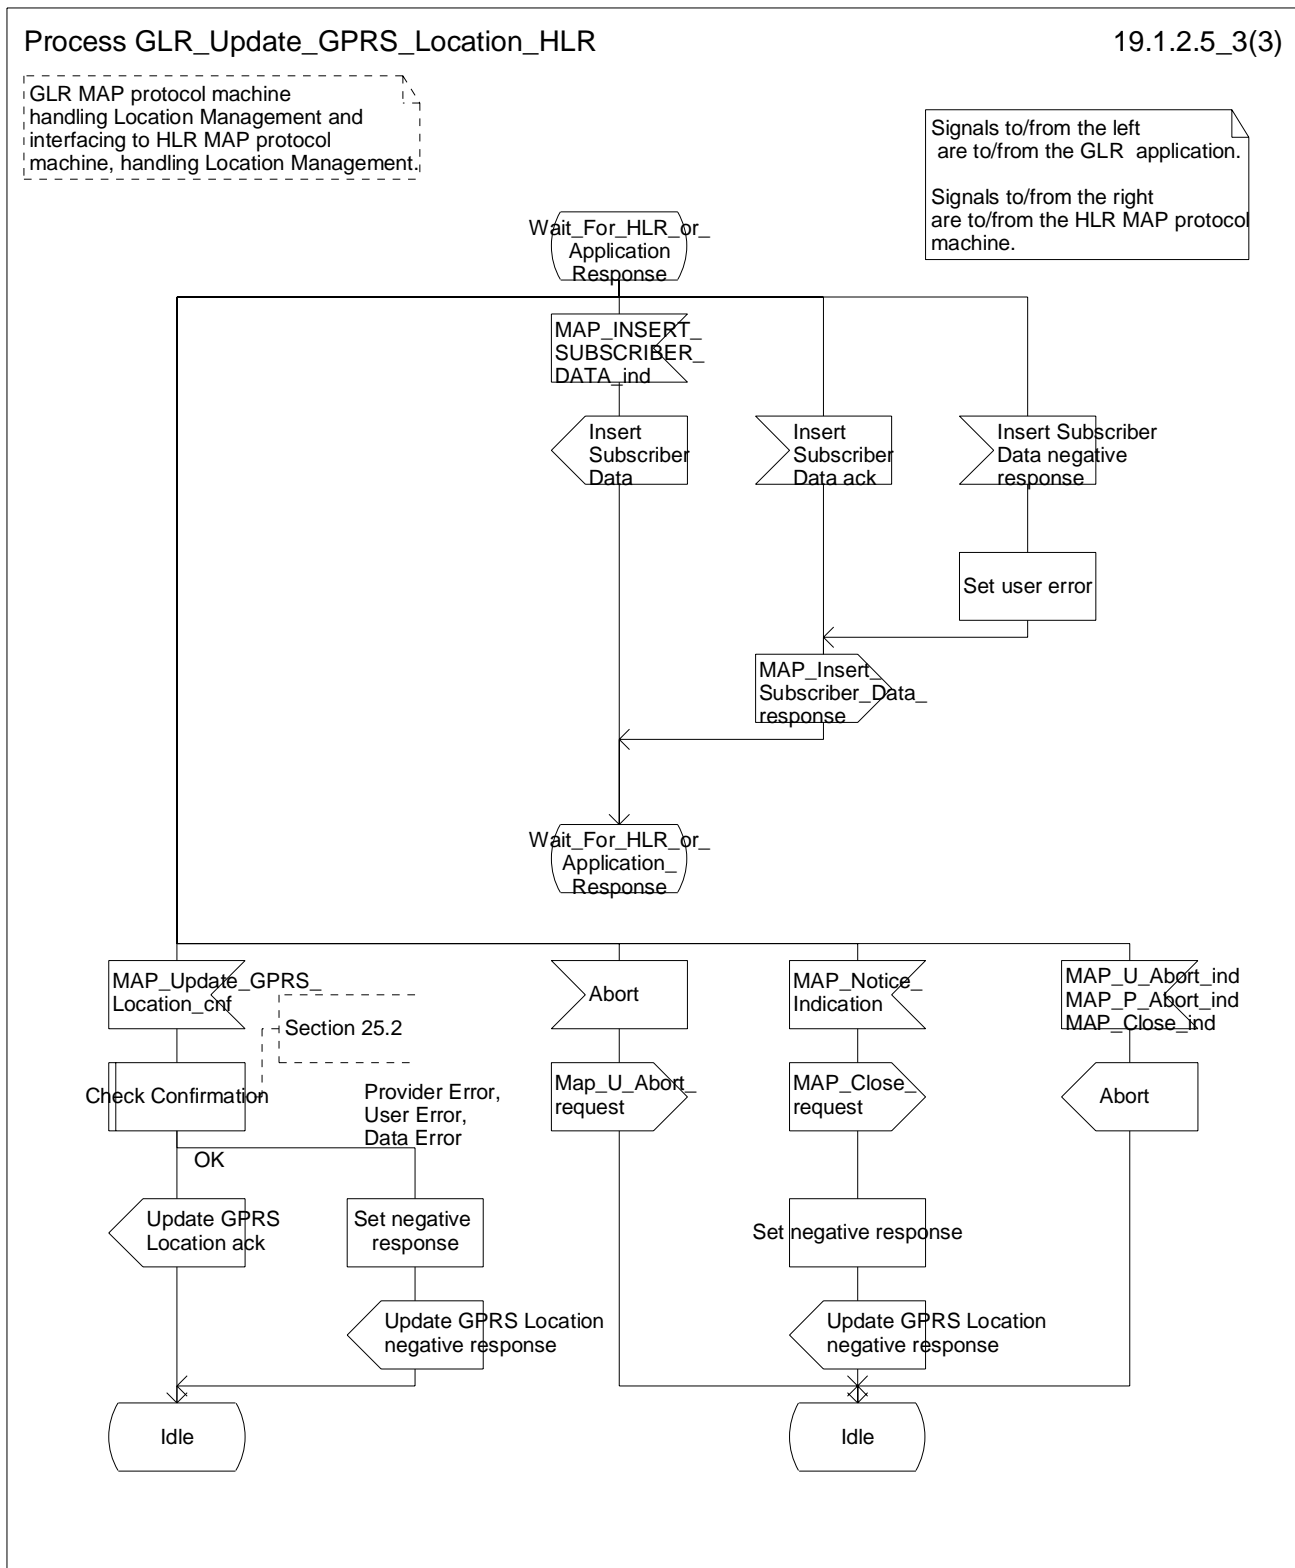 Process GLR_Update_GPRS_Location_HLR
19.1.2.5_3(3)
GLR MAP protocol machine
handling Location Management and
interfacing to HLR MAP protocol
machine, handling Location Management.
Signals to/from the left
are to/from the GLR application.
Signals to/from the right
are to/from the HLR MAP protocol
machine.
Wait_For_HLR_or_
Application
Response
MAP_INSERT_
SUBSCRIBER_
DATA_ind
Insert
Subscriber
Data
Insert
Subscriber
Data ack
Insert Subscriber
Data negative
response
Set user error
MAP_Insert_
Subscriber_Data_
response
Wait_For_HLR_or_
Application_
Response
MAP_Update_GPRS_
Location_cnf
Abort
MAP_Notice_
Indication
MAP_U_Abort_ind
MAP_P_Abort_ind
MAP_Close_ind
Section 25.2
Check Confirmation
Provider Error,
User Error,
Data Error
Map_U_Abort_
request
MAP_Close_
request
Abort
OK
Update GPRS
Location ack
Set negative
response
Set negative response
Update GPRS Location
negative response
Update GPRS Location
negative response
Idle
Idle